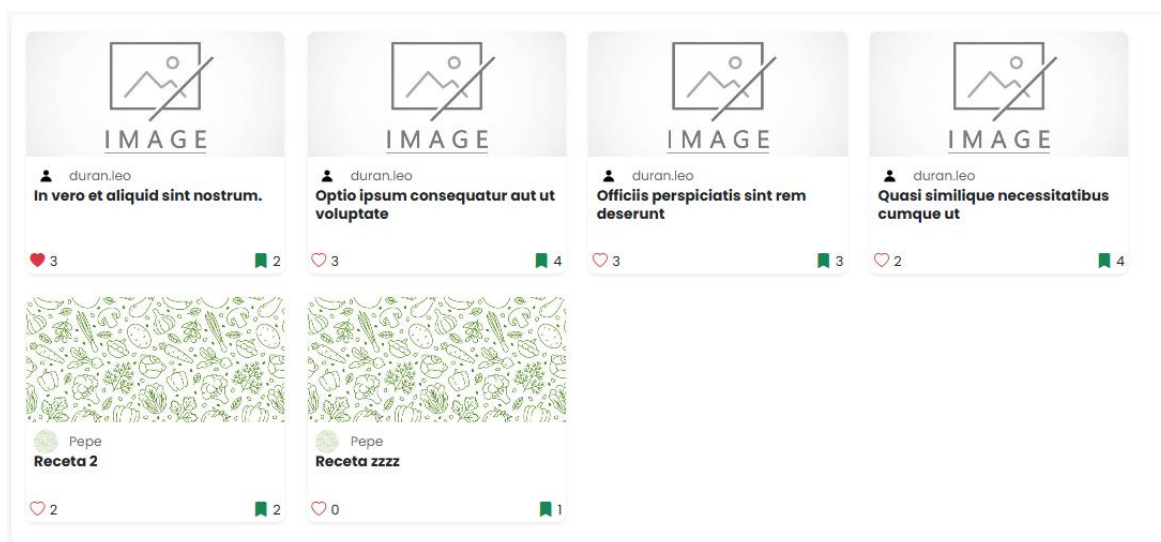 IMAGE
duran.leo
In vero et aliquid sint nostrum.
3
2
IMAGE
duran.leo
Optio ipsum consequatur aut ut
voluptate
3
4
IMAGE
duran.leo
Officiis perspiciatis sint rem
deserunt
3
3
IMAGE
duran.leo
Quasi similique necessitatibus
cumque ut
2
4
Pepe
Receta 2
2
2
Pepe
Receta zzzz
0
1